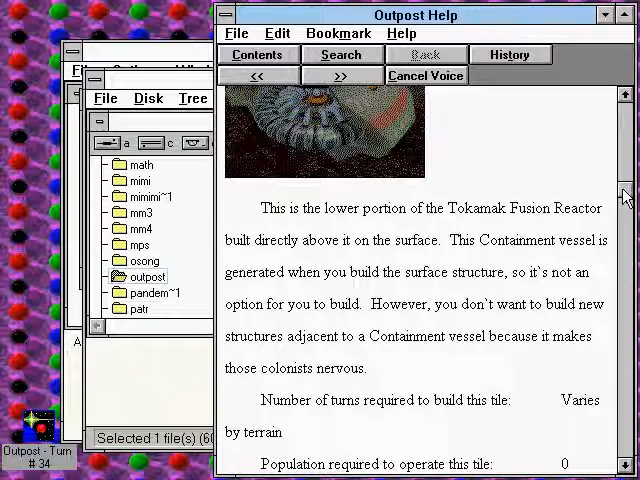 Outpost Help
File Edit Bookmark Help
Contents Search Back History
<< >> Cancel Voice
File Disk Tree
a c
math
mimi
mimimi~1
mm3
mm4
mps
osong
outpost
pandem~1
patr
Selected 1 file(s) (60
Outpost - Turn
# 34
This is the lower portion of the Tokamak Fusion Reactor
built directly above it on the surface. This Containment vessel is
generated when you build the surface structure, so it`s not an
option for you to build. However, you don`t want to build new
structures adjacent to a Containment vessel because it makes
those colonists nervous.
Number of turns required to build this tile: Varies
by terrain
Population required to operate this tile: 0